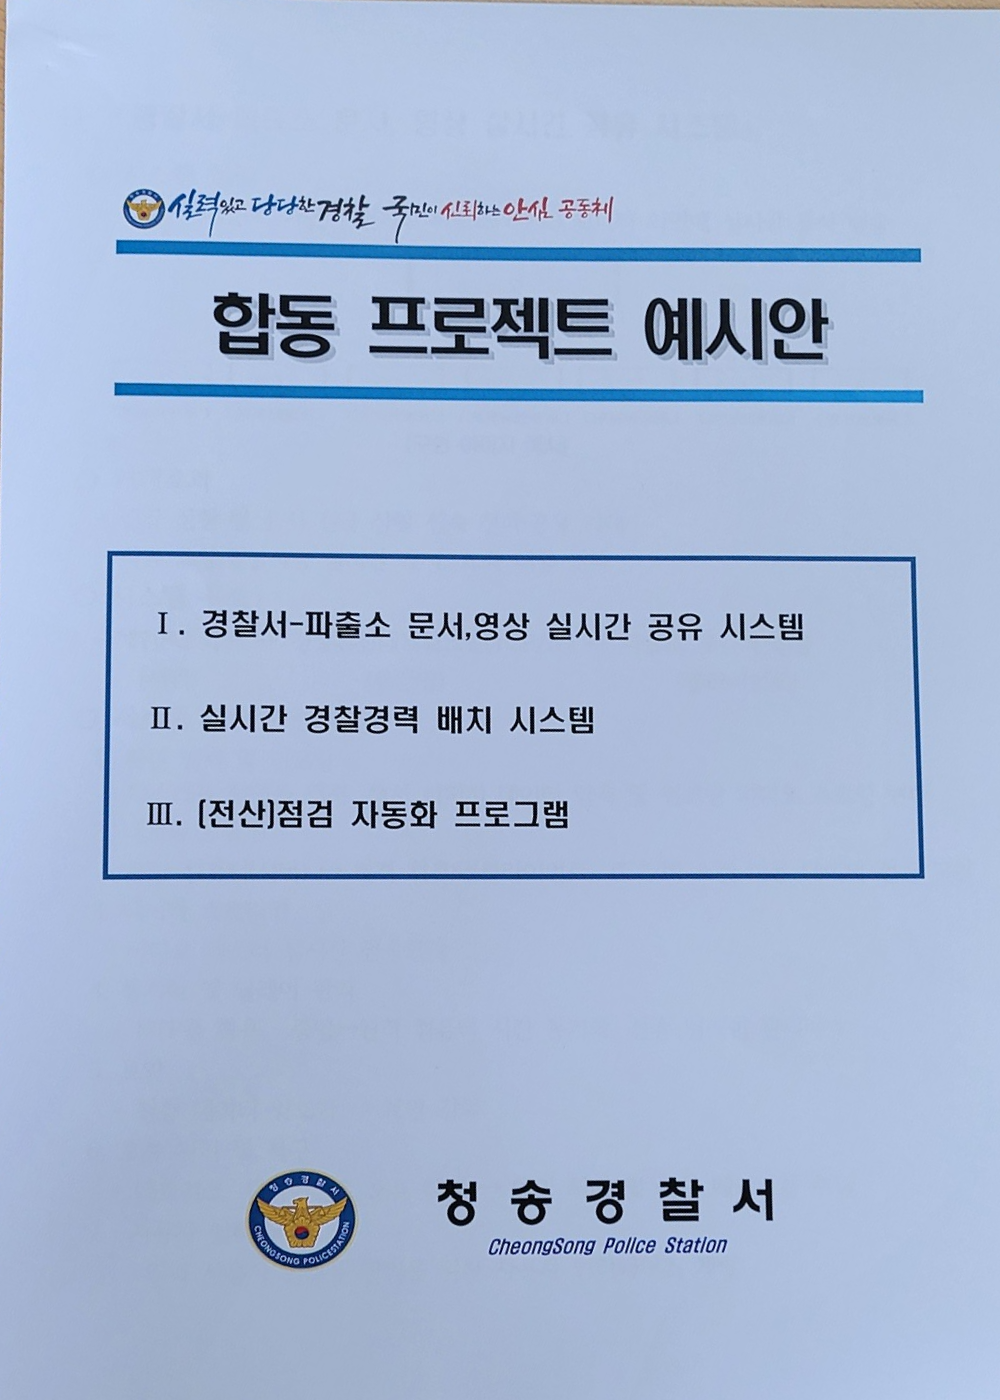 실력있고 당당한 경찰 국민이 신뢰하는 안심 공동체
합동 프로젝트 예시안
Ⅰ. 경찰서-파출소 문서,영상 실시간 공유 시스템
Ⅱ. 실시간 경찰경력 배치 시스템
Ⅲ. (전산)점검 자동화 프로그램
청송경찰서
CHEONGSONG POLICESTATION
청송경찰서
CheongSong Police Station